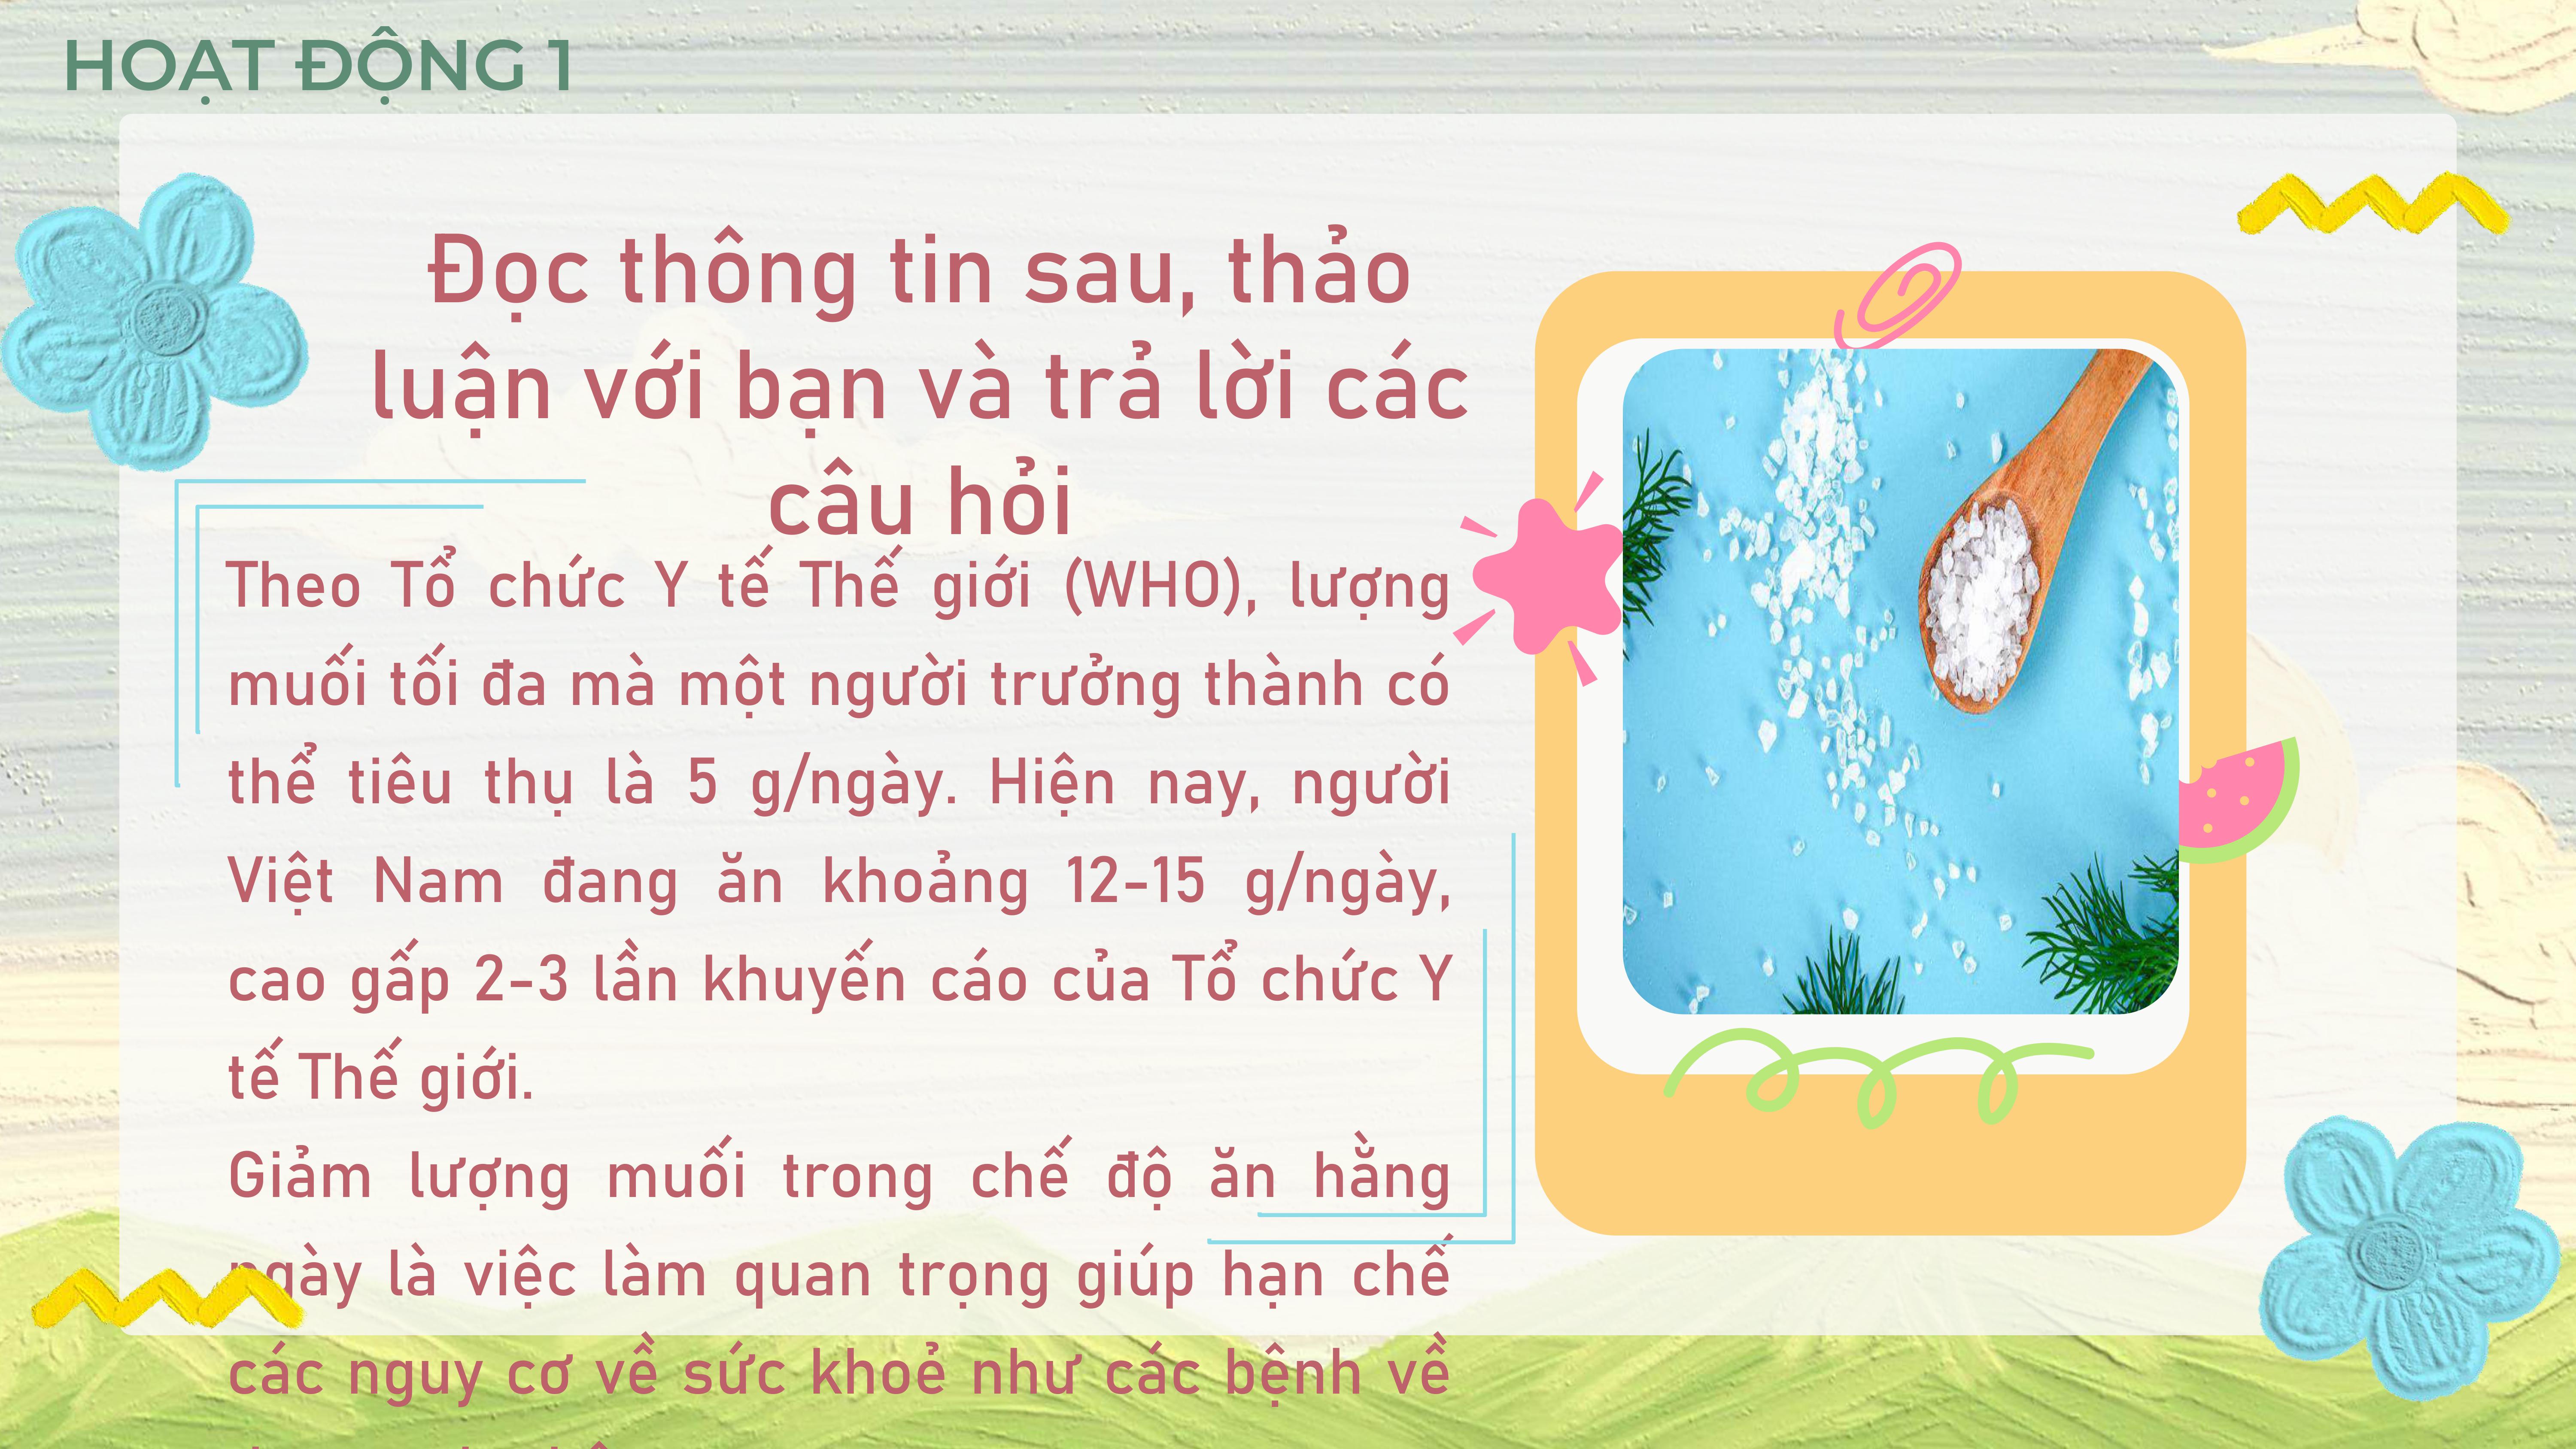 HOẠT ĐỘNG 1
Đọc thông tin sau, thảo
luận với bạn và trả lời các
câu hỏi
Theo Tổ chức Y tế Thế giới (WHO), lượng
muối tối đa mà một người trưởng thành có
thể tiêu thụ là 5 g/ngày. Hiện nay, người
Việt Nam đang ăn khoảng 12-15 g/ngày,
cao gấp 2-3 lần khuyến cáo của Tổ chức Y
tế Thế giới.
Giảm lượng muối trong chế độ ăn hằng
ngày là việc làm quan trọng giúp hạn chế
các nguy cơ về sức khoẻ như các bệnh về